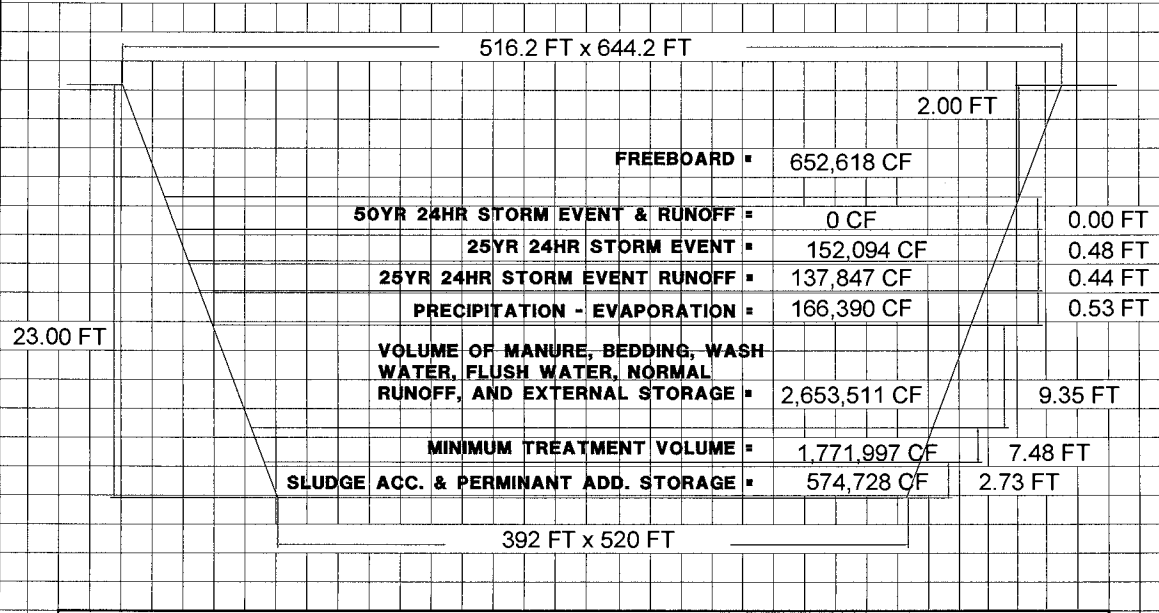 516.2 FT x 644.2 FT
2.00 FT
FREEBOARD = 652,618 CF
50YR 24HR STORM EVENT & RUNOFF = 0 CF 0.00 FT
25YR 24HR STORM EVENT = 152,094 CF 0.48 FT
25YR 24HR STORM EVENT RUNOFF = 137,847 CF 0.44 FT
PRECIPITATION - EVAPORATION = 166,390 CF 0.53 FT
23.00 FT
VOLUME OF MANURE, BEDDING, WASH
WATER, FLUSH WATER, NORMAL
RUNOFF, AND EXTERNAL STORAGE = 2,653,511 CF 9.35 FT
MINIMUM TREATMENT VOLUME = 1,771,997 CF 7.48 FT
SLUDGE ACC. & PERMINANT ADD. STORAGE = 574,728 CF 2.73 FT
392 FT x 520 FT